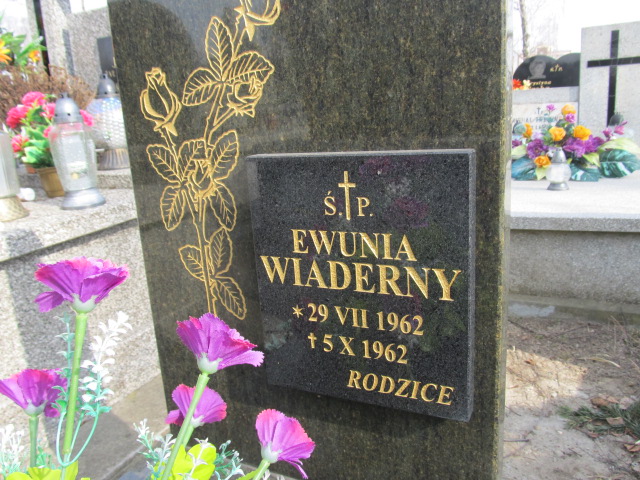 Ś.†P.
EWUNIA
WIADERNY
* 29 VII 1962
† 5 X 1962
RODZICE